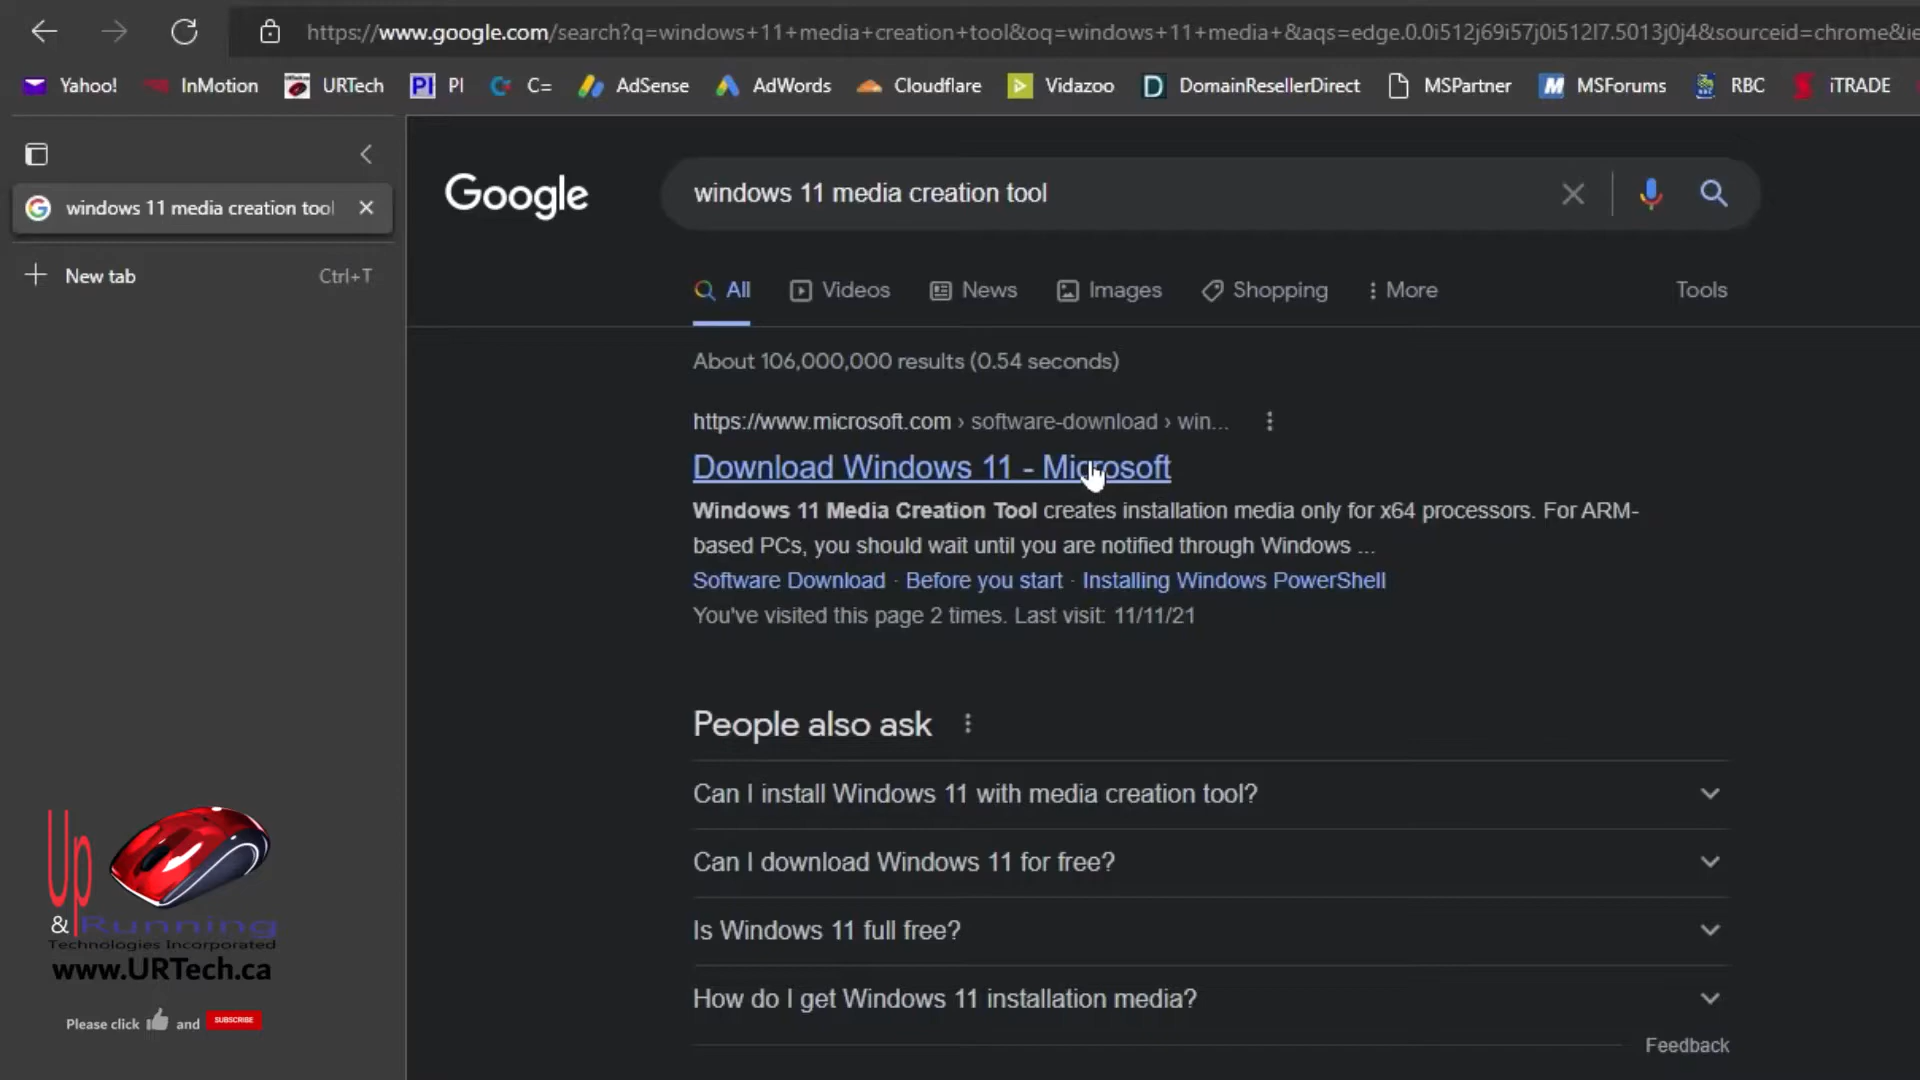 https://www.google.com/search?q=windows+11+media+creation+tool&oq=windows+11+media+&aqs=edge.0.0i512j69i57j0i512l7.5013j0j4&sourceid=chrome&ie
Yahoo! InMotion URTech PI PI C= AdSense AdWords Cloudflare Vidazoo D DomainResellerDirect MSPartner M MSForums RBC iTRADE
windows 11 media creation tool
New tab Ctrl+T
Google windows 11 media creation tool
All Videos News Images Shopping More Tools
About 106,000,000 results (0.54 seconds)
https://www.microsoft.com › software-download › win...
Download Windows 11 - Microsoft
Windows 11 Media Creation Tool creates installation media only for x64 processors. For ARM-
based PCs, you should wait until you are notified through Windows ...
Software Download · Before you start · Installing Windows PowerShell
You've visited this page 2 times. Last visit: 11/11/21
People also ask
Can I install Windows 11 with media creation tool?
Can I download Windows 11 for free?
Is Windows 11 full free?
How do I get Windows 11 installation media?
Feedback
Up
& Running
Technologies Incorporated
www.URTech.ca
Please click and SUBSCRIBE